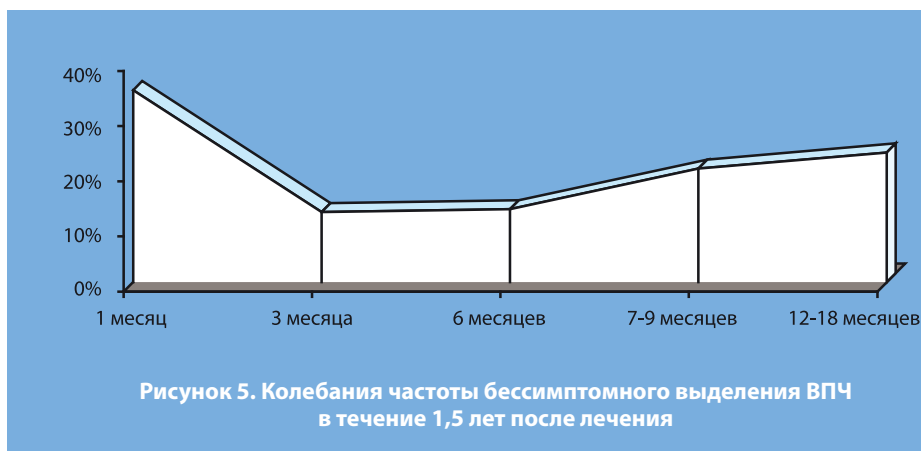 40%
30%
20%
10%
0%
1 месяц 3 месяца 6 месяцев 7-9 месяцев 12-18 месяцев
Рисунок 5. Колебания частоты бессимптомного выделения ВПЧ
в течение 1,5 лет после лечения